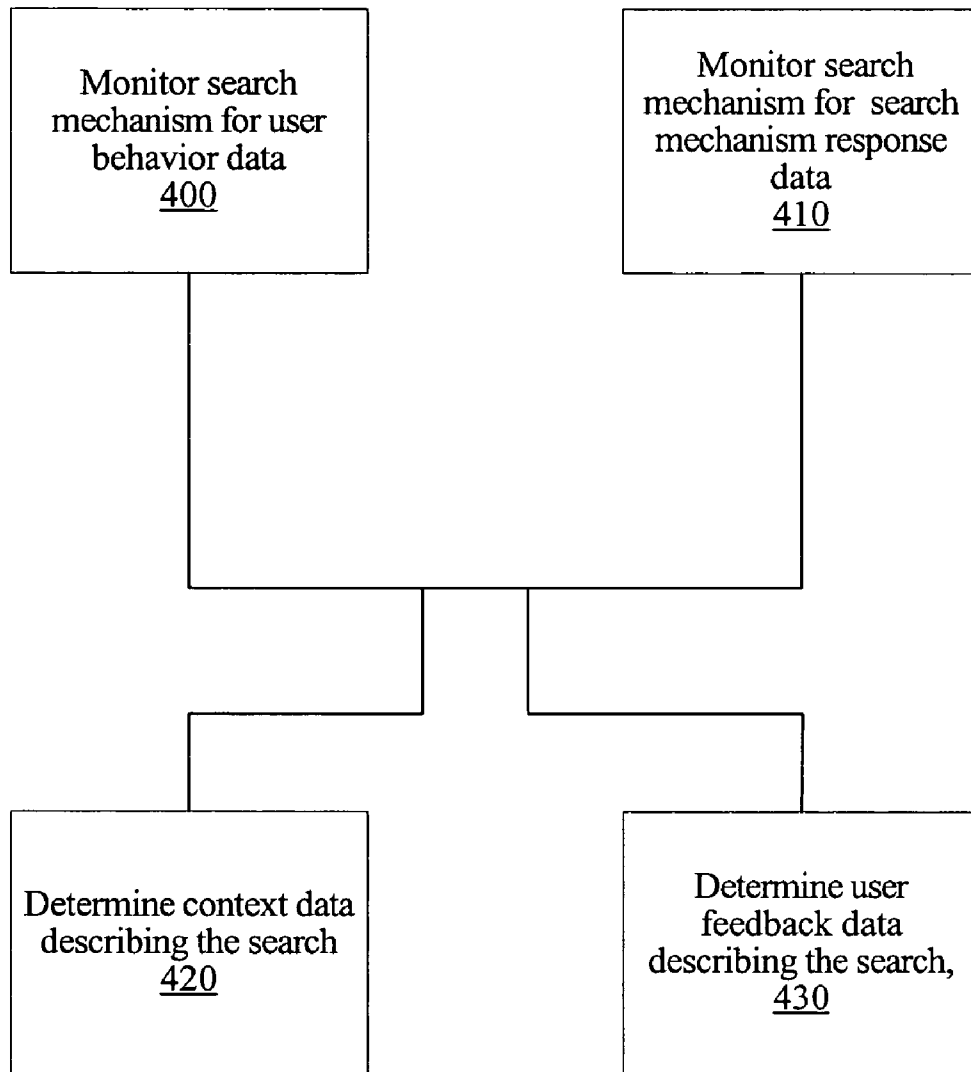 Monitor search
mechanism for user
behavior data
400
Monitor search
mechanism for search
mechanism response
data
410
Determine context data
describing the search
420
Determine user
feedback data
describing the search,
430